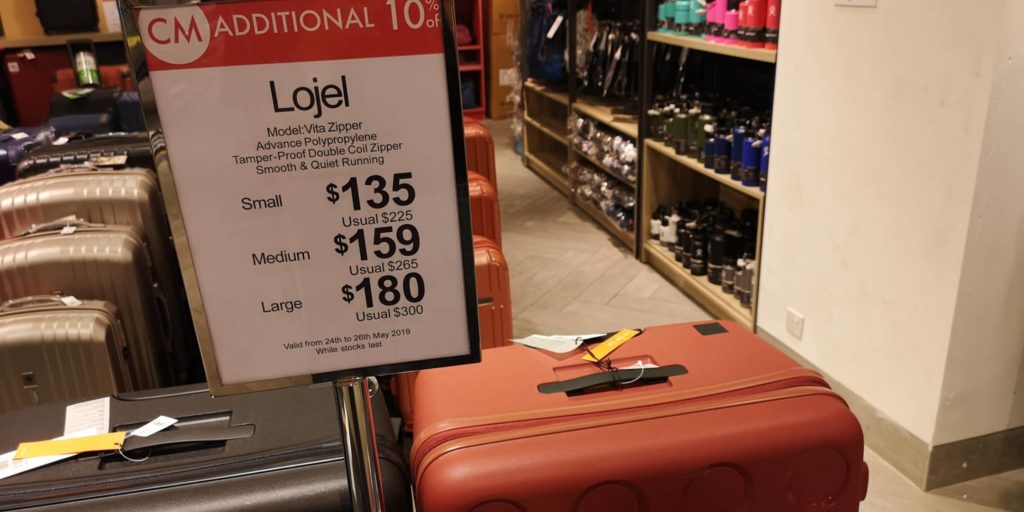 CM ADDITIONAL 10% off
Lojel
Model:Vita Zipper
Advance Polypropylene
Tamper-Proof Double Coil Zipper
Smooth & Quiet Running
Small $135
Usual $225
Medium $159
Usual $265
Large $180
Usual $300
Valid from 24th to 26th May 2019
While stocks last